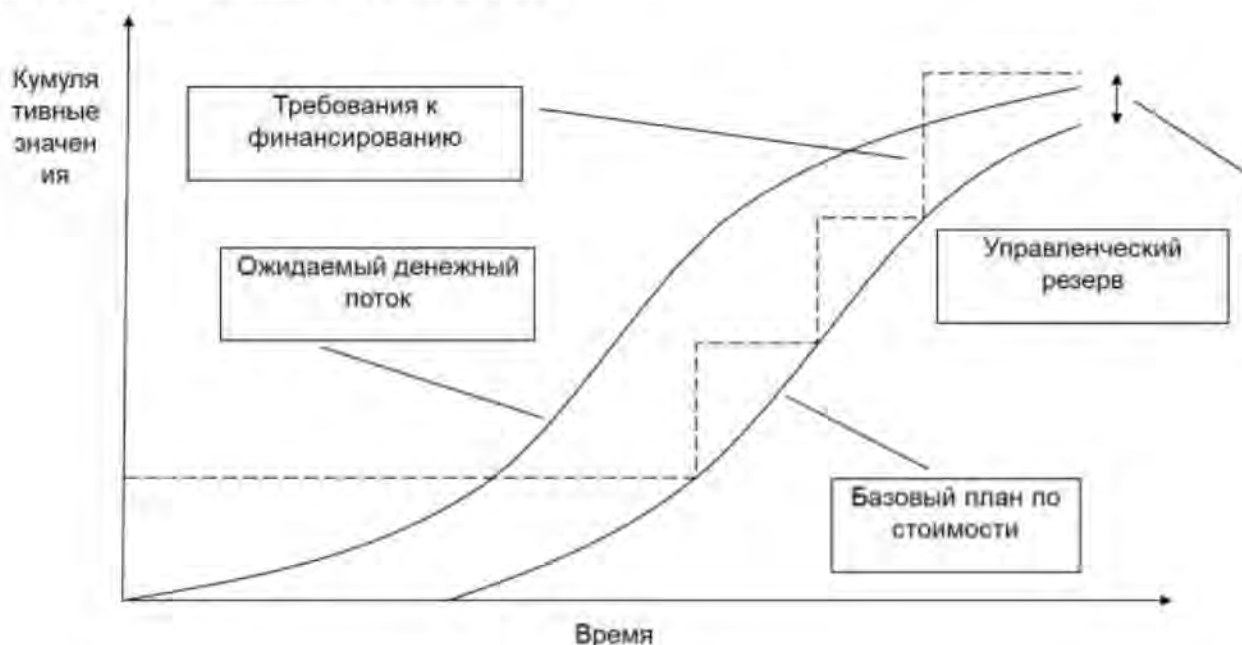 Кумуля
тивные
значен
ия
Требования к
финансированию
Ожидаемый денежный
поток
Управленческий
резерв
Базовый план по
стоимости
Время